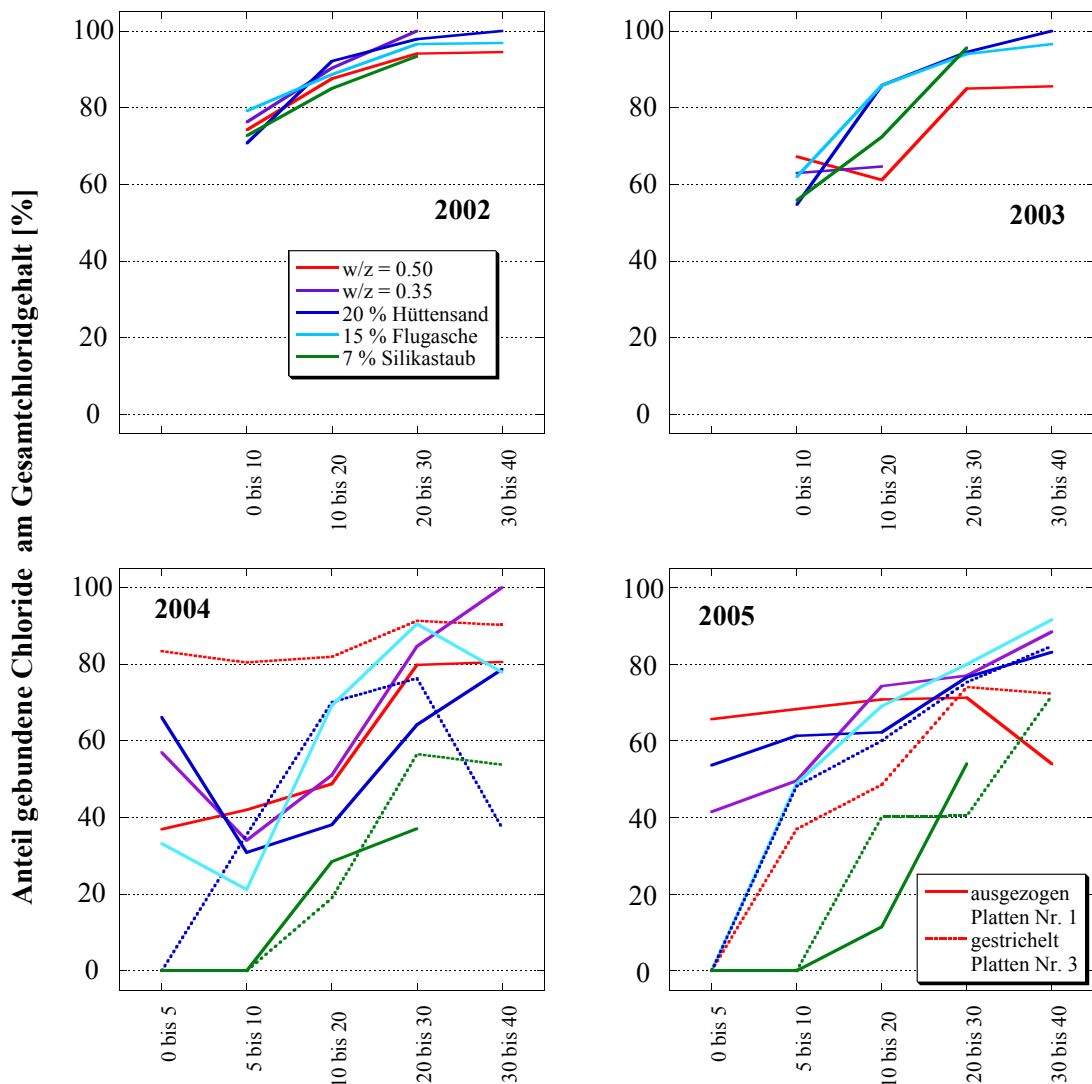 Anteil gebundene Chloride am Gesamtchloridgehalt [%]
100
80
60
40
20
0
2002
w/z = 0.50
w/z = 0.35
20 % Hüttensand
15 % Flugasche
7 % Silikastaub
0 bis 10
10 bis 20
20 bis 30
30 bis 40
100
80
60
40
20
0
2003
0 bis 10
10 bis 20
20 bis 30
30 bis 40
100
80
60
40
20
0
2004
0 bis 5
5 bis 10
10 bis 20
20 bis 30
30 bis 40
100
80
60
40
20
0
2005
ausgezogen
Platten Nr. 1
gestrichelt
Platten Nr. 3
0 bis 5
5 bis 10
10 bis 20
20 bis 30
30 bis 40